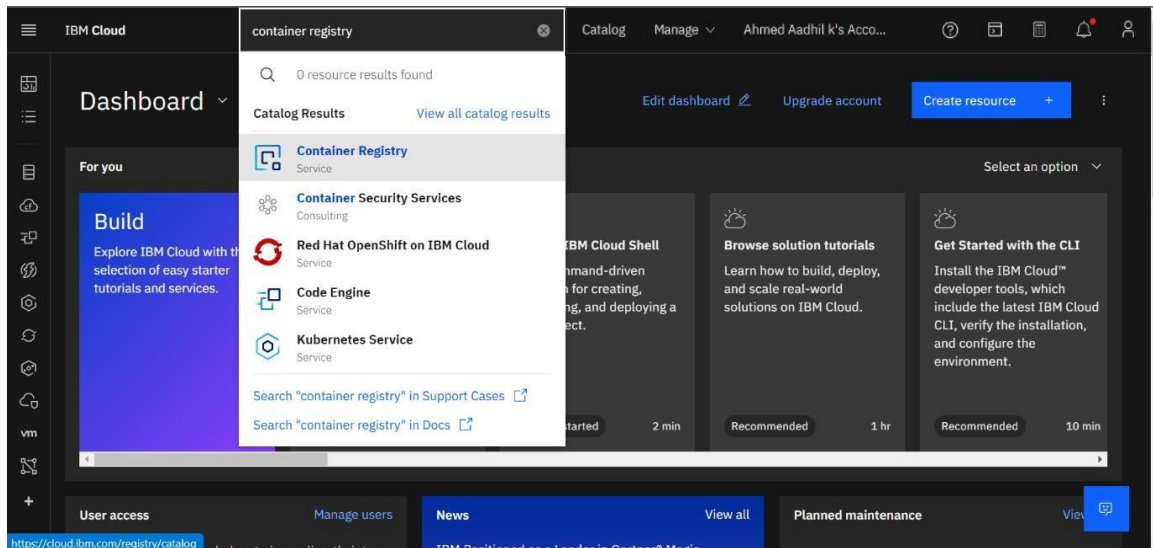 IBM Cloud
container registry
Catalog
Manage
Ahmed Aadhil k's Acco...
0 resource results found
Catalog Results
View all catalog results
Container Registry
Service
Container Security Services
Consulting
Red Hat OpenShift on IBM Cloud
Service
Code Engine
Service
Kubernetes Service
Service
Search "container registry" in Support Cases
Search "container registry" in Docs
Dashboard
Edit dashboard
Upgrade account
Create resource +
For you
Select an option
Build
Explore IBM Cloud with th
selection of easy starter
tutorials and services.
IBM Cloud Shell
mmand-driven
for creating,
ng, and deploying a
ect.
started
2 min
Browse solution tutorials
Learn how to build, deploy,
and scale real-world
solutions on IBM Cloud.
Recommended
1 hr
Get Started with the CLI
Install the IBM Cloud™
developer tools, which
include the latest IBM Cloud
CLI, verify the installation,
and configure the
environment.
Recommended
10 min
vm
User access
Manage users
News
View all
Planned maintenance
View
https://cloud.ibm.com/registry/catalog